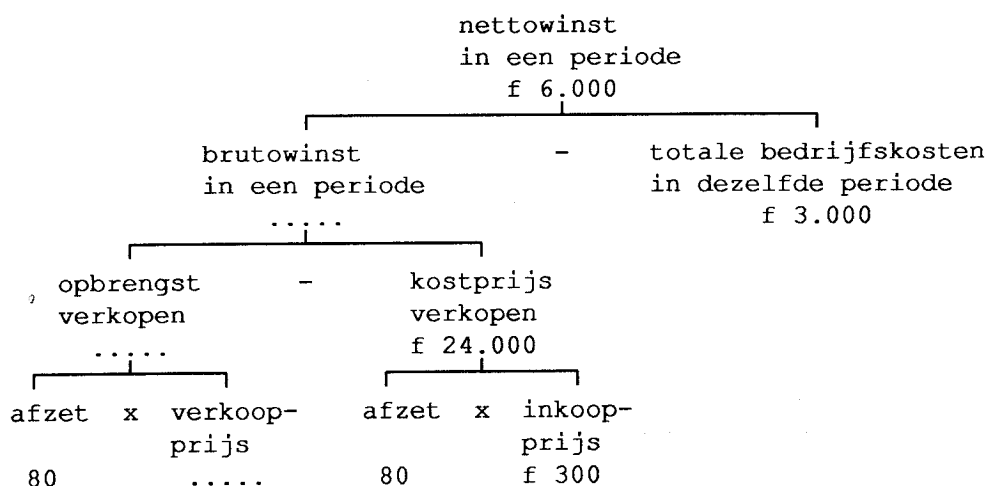 nettowinst
in een periode
f 6.000
brutowinst - totale bedrijfskosten
in een periode in dezelfde periode
..... f 3.000
opbrengst - kostprijs
verkopen verkopen
..... f 24.000
afzet x verkoop- afzet x inkoop-
prijs prijs
80 ..... 80 f 300